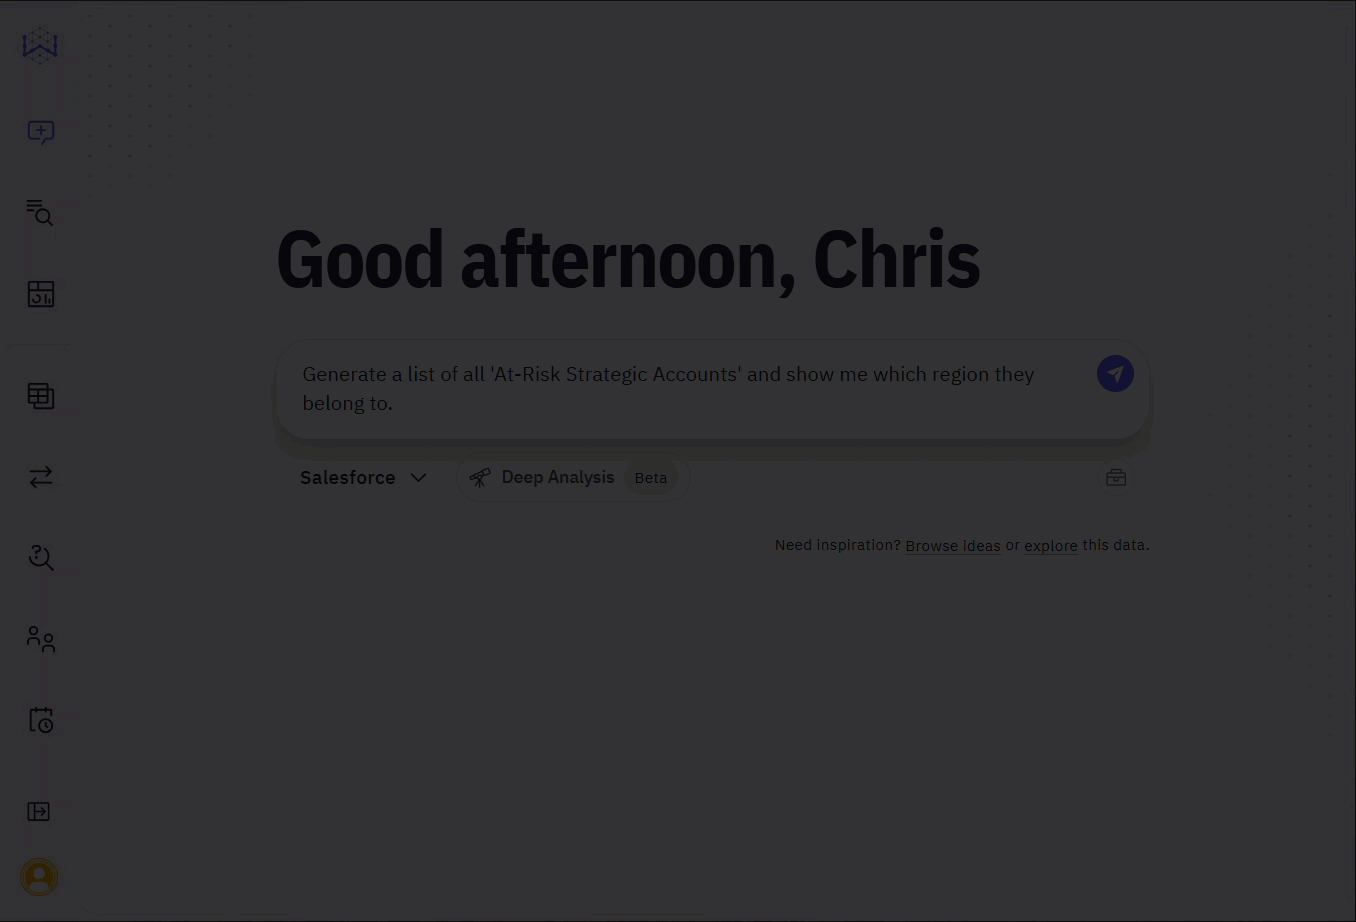 Good afternoon, Chris
Generate a list of all 'At-Risk Strategic Accounts' and show me which region they
belong to.
Salesforce
Deep Analysis Beta
Need inspiration? Browse ideas or explore this data.